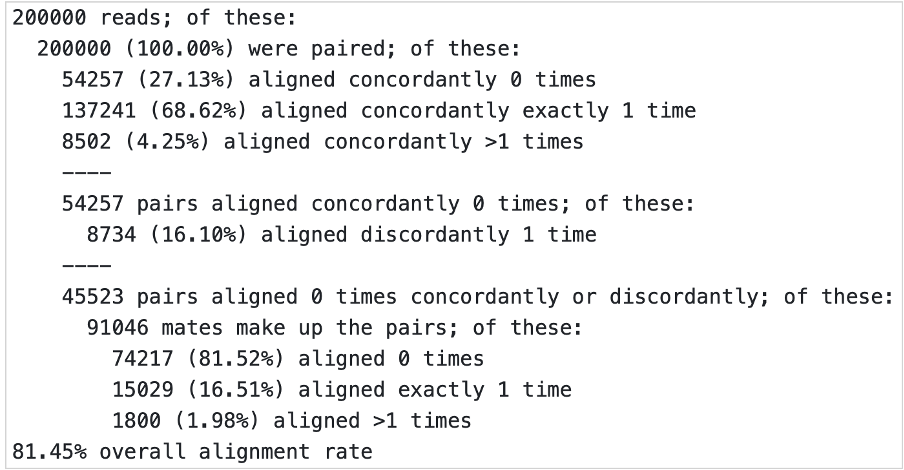 200000 reads; of these:
  200000 (100.00%) were paired; of these:
    54257 (27.13%) aligned concordantly 0 times
    137241 (68.62%) aligned concordantly exactly 1 time
    8502 (4.25%) aligned concordantly >1 times
    ----
    54257 pairs aligned concordantly 0 times; of these:
      8734 (16.10%) aligned discordantly 1 time
    ----
    45523 pairs aligned 0 times concordantly or discordantly; of these:
      91046 mates make up the pairs; of these:
        74217 (81.52%) aligned 0 times
        15029 (16.51%) aligned exactly 1 time
        1800 (1.98%) aligned >1 times
81.45% overall alignment rate